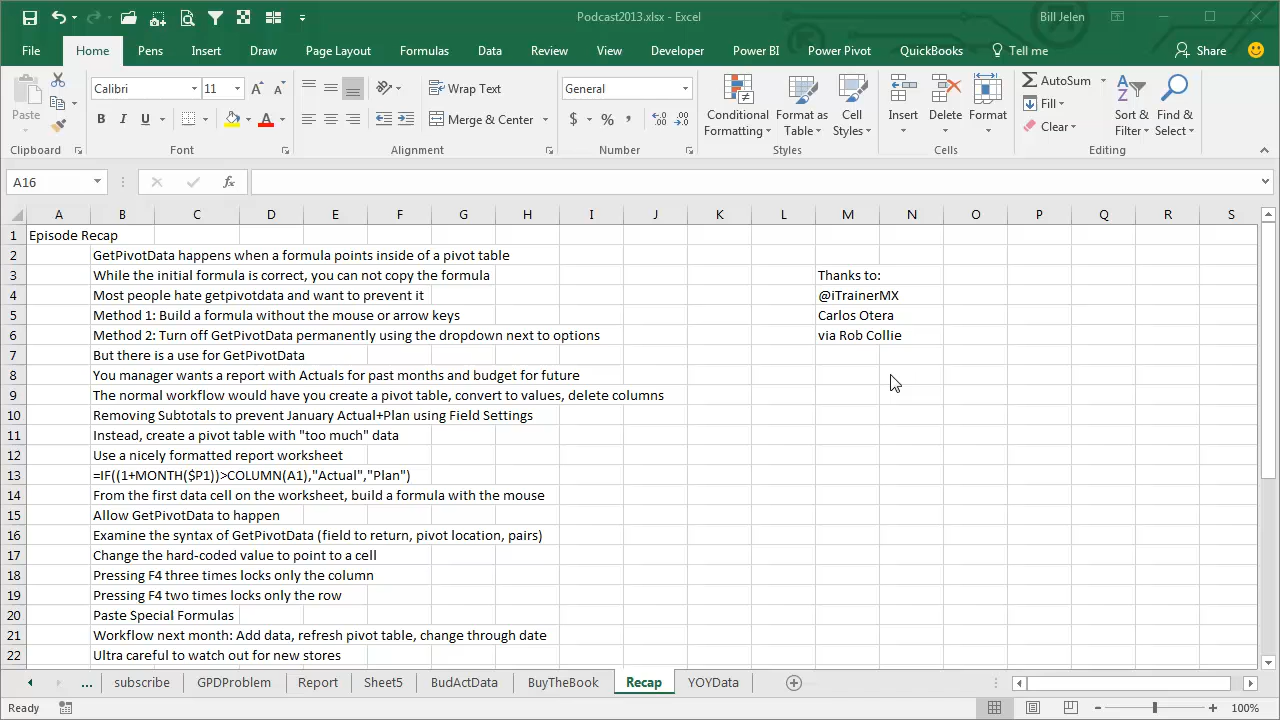 Podcast2013.xlsx - Excel
Bill Jelen
File Home Pens Insert Draw Page Layout Formulas Data Review View Developer Power BI Power Pivot QuickBooks Tell me Share
Paste
Clipboard
Calibri 11
B I U A
Font
Wrap Text
Merge & Center
Alignment
General
$ % ,
Number
Conditional Formatting
Format as Table
Cell Styles
Styles
Insert
Delete
Format
Cells
AutoSum
Fill
Clear
Sort & Filter
Find & Select
Editing
A16 fx
A B C D E F G H I J K L M N O P Q R S
1 Episode Recap
2 GetPivotData happens when a formula points inside of a pivot table
3 While the initial formula is correct, you can not copy the formula Thanks to:
4 Most people hate getpivotdata and want to prevent it @iTrainerMX
5 Method 1: Build a formula without the mouse or arrow keys Carlos Otera
6 Method 2: Turn off GetPivotData permanently using the dropdown next to options via Rob Collie
7 But there is a use for GetPivotData
8 You manager wants a report with Actuals for past months and budget for future
9 The normal workflow would have you create a pivot table, convert to values, delete columns
10 Removing Subtotals to prevent January Actual+Plan using Field Settings
11 Instead, create a pivot table with "too much" data
12 Use a nicely formatted report worksheet
13 =IF((1+MONTH($P1))>COLUMN(A1),"Actual","Plan")
14 From the first data cell on the worksheet, build a formula with the mouse
15 Allow GetPivotData to happen
16 Examine the syntax of GetPivotData (field to return, pivot location, pairs)
17 Change the hard-coded value to point to a cell
18 Pressing F4 three times locks only the column
19 Pressing F4 two times locks only the row
20 Paste Special Formulas
21 Workflow next month: Add data, refresh pivot table, change through date
22 Ultra careful to watch out for new stores
... subscribe GPDProblem Report Sheet5 BudActData BuyTheBook Recap YOYData
Ready 100%